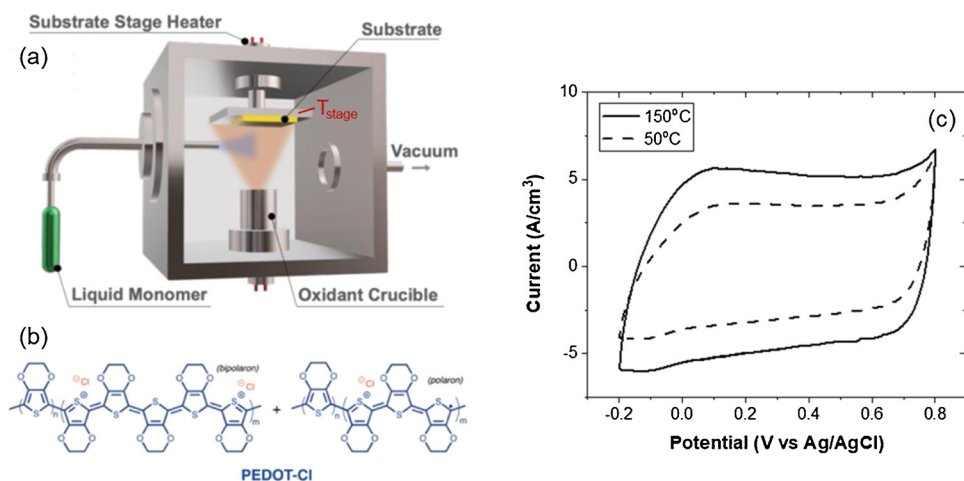 (a)
Substrate Stage Heater
Substrate
T_stage
Vacuum
Liquid Monomer
Oxidant Crucible
(b)
⊖Cl
(bipolaron)
⊖Cl
⊖Cl
(polaron)
O O O O O O O O
S S S S S S S S
⊕ ⊕ ⊕
n m + n m
O O O O O O O O
PEDOT-Cl
(c)
150ºC
50ºC
10
5
0
-5
Current (A/cm³)
-0.2 0.0 0.2 0.4 0.6 0.8
Potential (V vs Ag/AgCl)